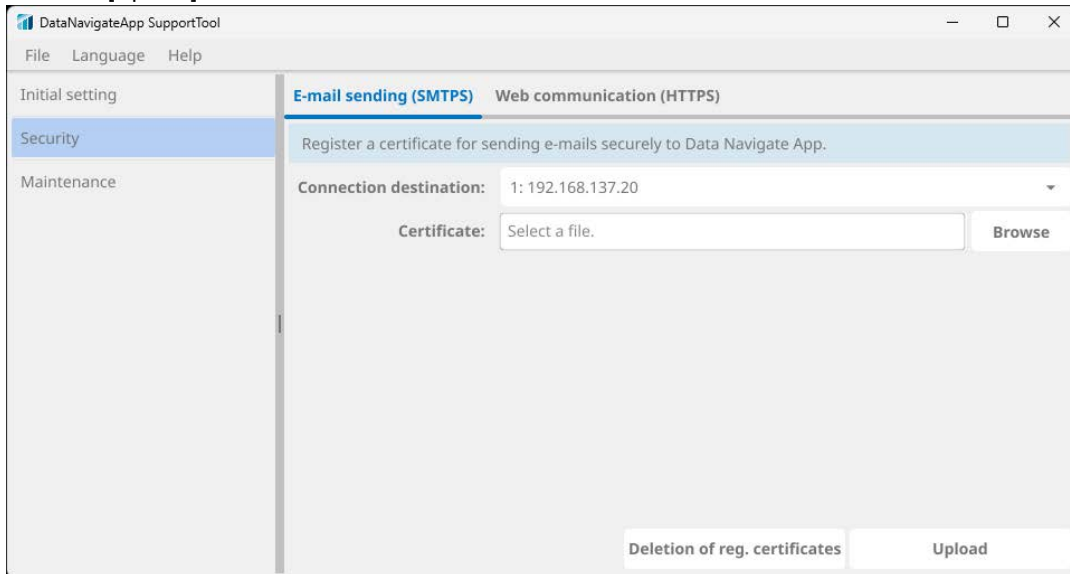 DataNavigateApp SupportTool
File Language Help
Initial setting
Security
Maintenance
E-mail sending (SMTPS) Web communication (HTTPS)
Register a certificate for sending e-mails securely to Data Navigate App.
Connection destination: 1: 192.168.137.20
Certificate: Select a file. Browse
Deletion of reg. certificates Upload